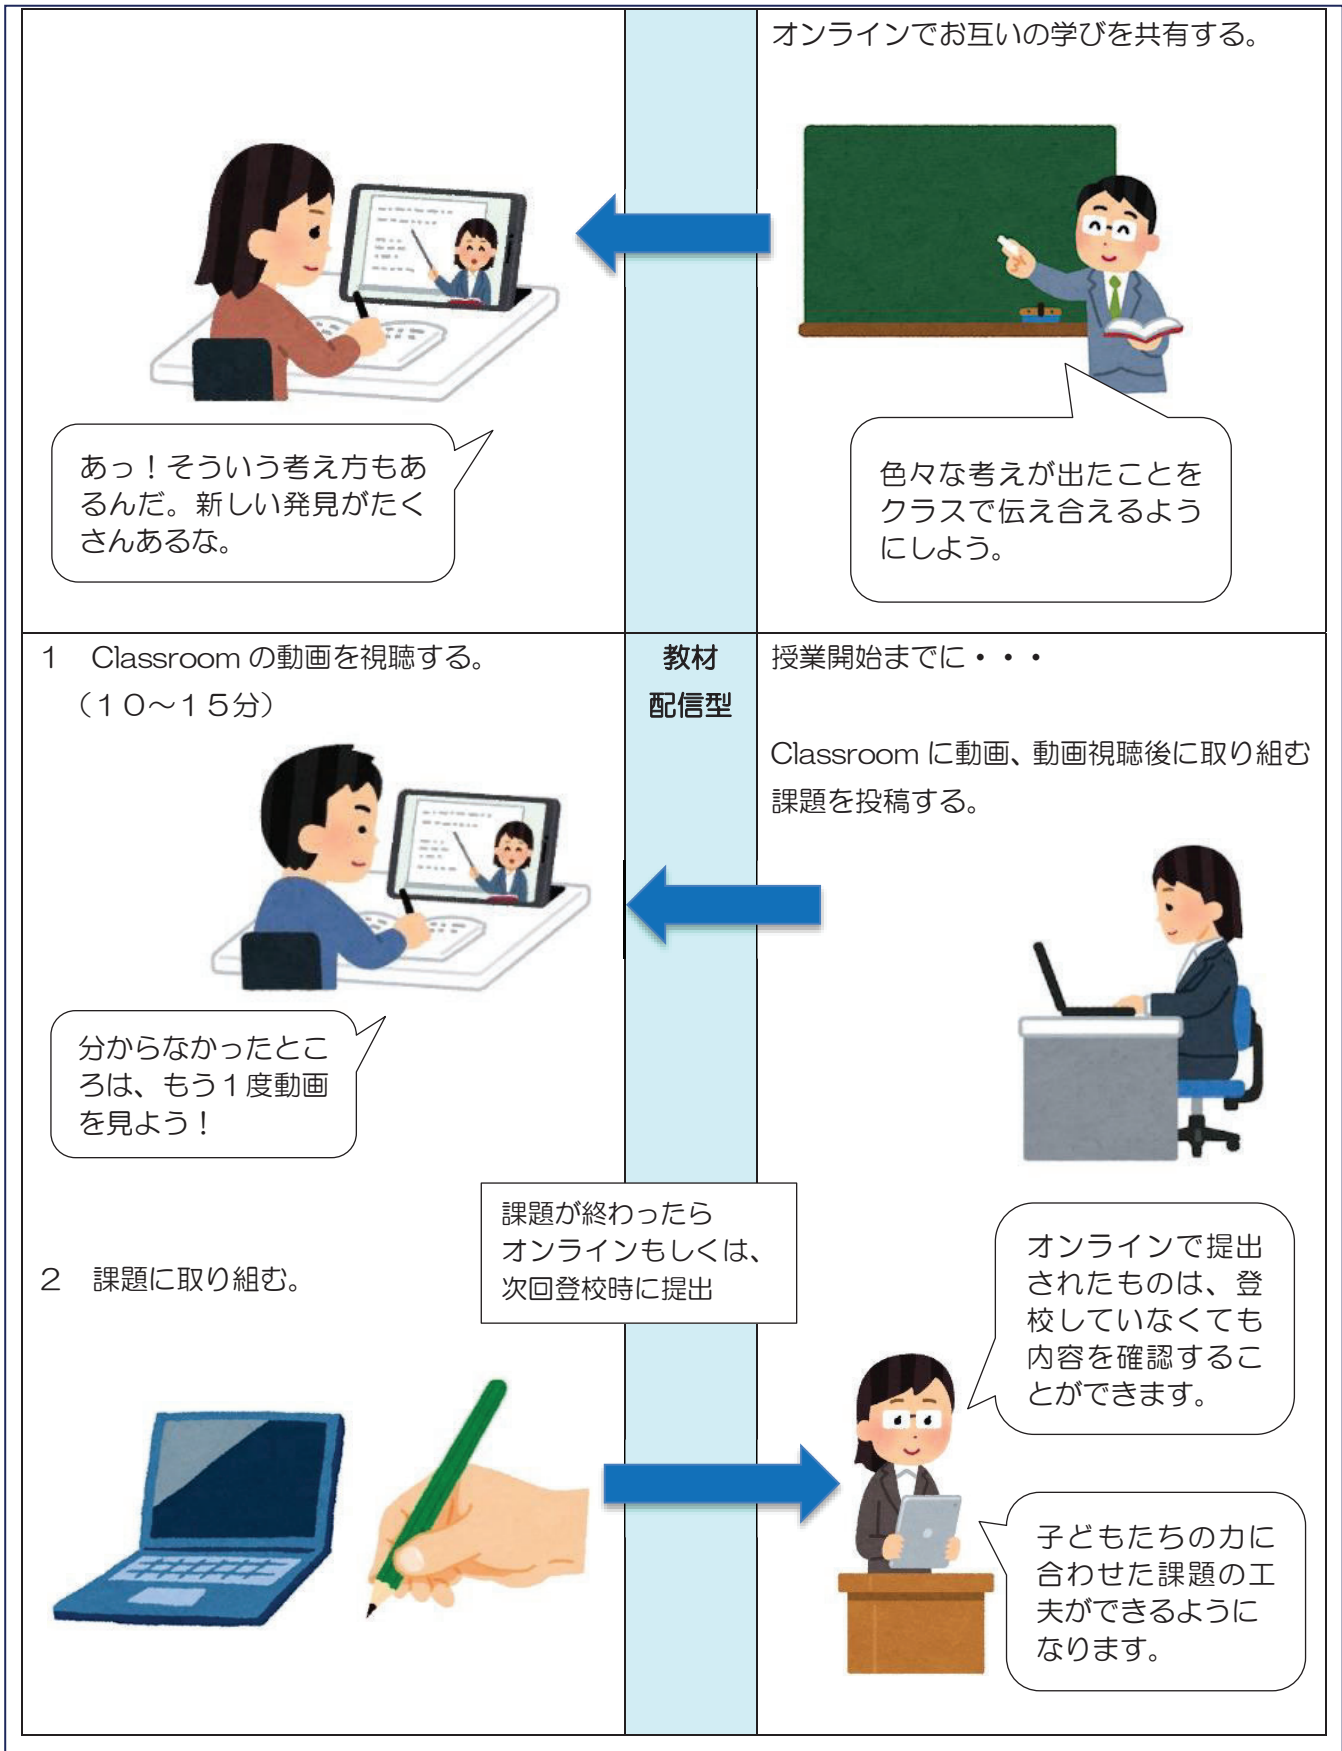 オンラインでお互いの学びを共有する。
あっ！そういう考え方もあ
るんだ。新しい発見がたく
さんあるな。
色々な考えが出たことを
クラスで伝え合えるよう
にしよう。
１　Classroom の動画を視聴する。
（１０～１５分）
教材
配信型
授業開始までに・・・
Classroom に動画、動画視聴後に取り組む
課題を投稿する。
分からなかったとこ
ろは、もう１度動画
を見よう！
課題が終わったら
オンラインもしくは、
次回登校時に提出
２　課題に取り組む。
オンラインで提出
されたものは、登
校していなくても
内容を確認するこ
とができます。
子どもたちの力に
合わせた課題の工
夫ができるように
なります。